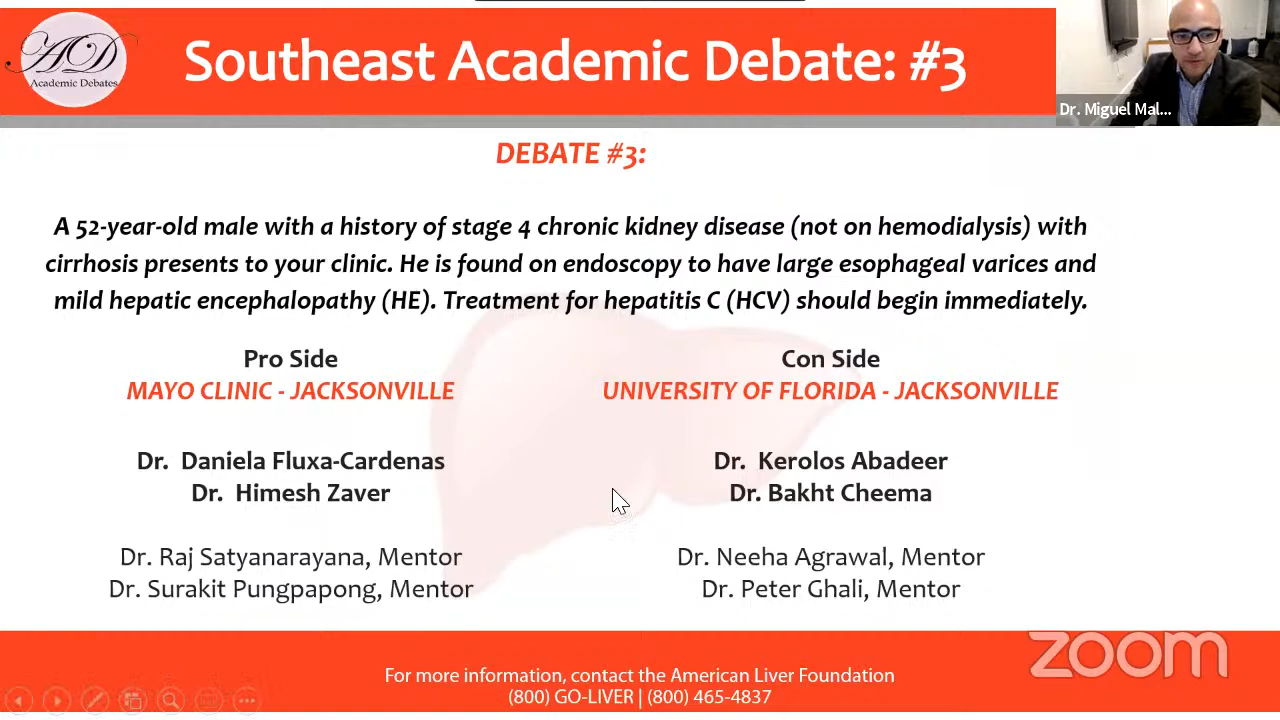 AD
Academic Debates
Southeast Academic Debate: #3
Dr. Miguel Mal...
DEBATE #3:
A 52-year-old male with a history of stage 4 chronic kidney disease (not on hemodialysis) with
cirrhosis presents to your clinic. He is found on endoscopy to have large esophageal varices and
mild hepatic encephalopathy (HE). Treatment for hepatitis C (HCV) should begin immediately.
Pro Side
MAYO CLINIC - JACKSONVILLE
Dr. Daniela Fluxa-Cardenas
Dr. Himesh Zaver
Dr. Raj Satyanarayana, Mentor
Dr. Surakit Pungpapong, Mentor
Con Side
UNIVERSITY OF FLORIDA - JACKSONVILLE
Dr. Kerolos Abadeer
Dr. Bakht Cheema
Dr. Neeha Agrawal, Mentor
Dr. Peter Ghali, Mentor
For more information, contact the American Liver Foundation
(800) GO-LIVER | (800) 465-4837
zoom